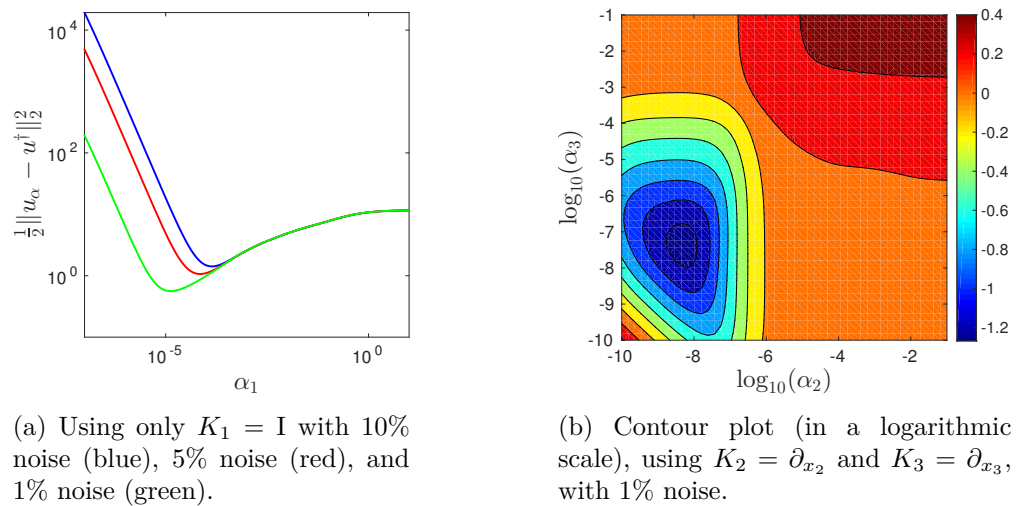 10^4
10^2
10^0
½||u_α − u^†||_2^2
10^-5
10^0
α_1
(a) Using only K_1 = I with 10%
noise (blue), 5% noise (red), and
1% noise (green).
-1
-2
-3
-4
-5
-6
-7
-8
-9
-10
log_10(α_3)
-10
-8
-6
-4
-2
log_10(α_2)
0.4
0.2
0
-0.2
-0.4
-0.6
-0.8
-1
-1.2
(b) Contour plot (in a logarithmic
scale), using K_2 = ∂_{x_2} and K_3 = ∂_{x_3},
with 1% noise.